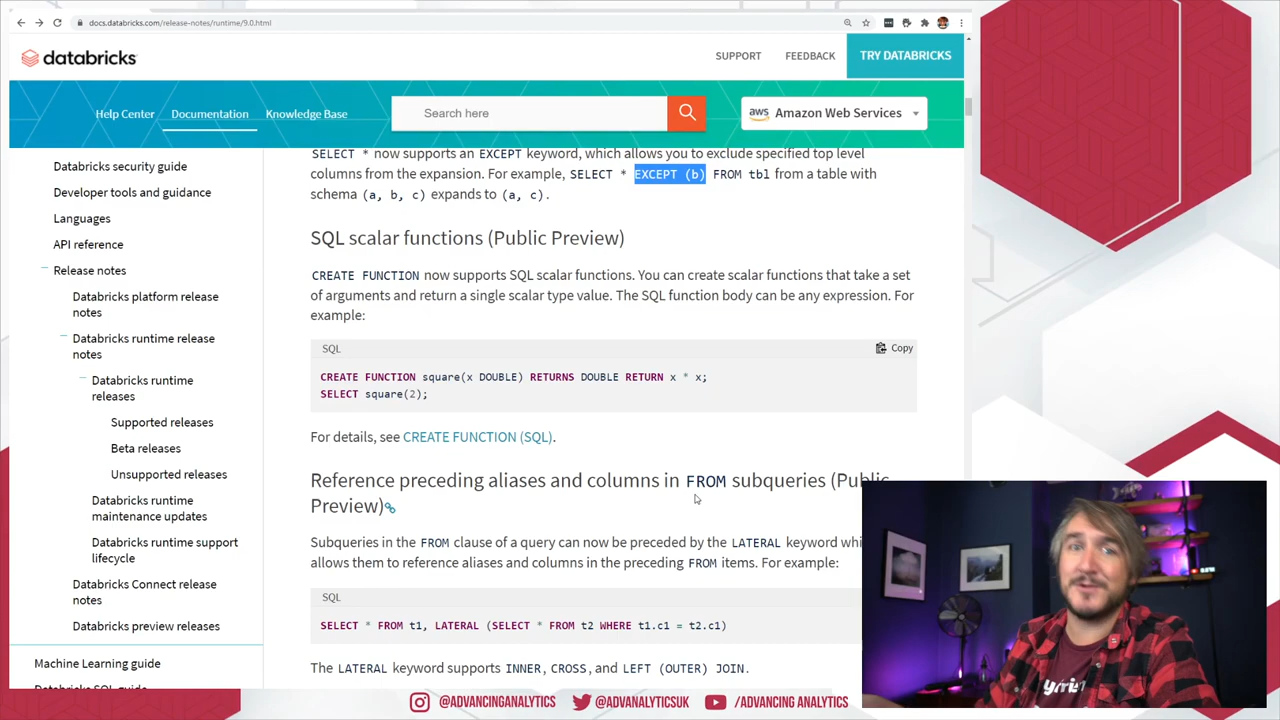 docs.databricks.com/release-notes/runtime/9.0.html
databricks
SUPPORT
FEEDBACK
TRY DATABRICKS
Help Center
Documentation
Knowledge Base
Search here
aws
Amazon Web Services
Databricks security guide
Developer tools and guidance
Languages
API reference
Release notes
Databricks platform release
notes
Databricks runtime release
notes
Databricks runtime
releases
Supported releases
Beta releases
Unsupported releases
Databricks runtime
maintenance updates
Databricks runtime support
lifecycle
Databricks Connect release
notes
Databricks preview releases
Machine Learning guide
Databricks SQL guide
SELECT * now supports an EXCEPT keyword, which allows you to exclude specified top level
columns from the expansion. For example, SELECT * EXCEPT (b) FROM tbl from a table with
schema (a, b, c) expands to (a, c).
SQL scalar functions (Public Preview)
CREATE FUNCTION now supports SQL scalar functions. You can create scalar functions that take a set
of arguments and return a single scalar type value. The SQL function body can be any expression. For
example:
SQL
Copy
CREATE FUNCTION square(x DOUBLE) RETURNS DOUBLE RETURN x * x;
SELECT square(2);
For details, see CREATE FUNCTION (SQL).
Reference preceding aliases and columns in FROM subqueries (Public
Preview)
Subqueries in the FROM clause of a query can now be preceded by the LATERAL keyword
allows them to reference aliases and columns in the preceding FROM items. For example:
SQL
SELECT * FROM t1, LATERAL (SELECT * FROM t2 WHERE t1.c1 = t2.c1)
The LATERAL keyword supports INNER, CROSS, and LEFT (OUTER) JOIN.
@ADVANCINGANALYTICS
@ADVANALYTICSUK
/ADVANCING ANALYTICS